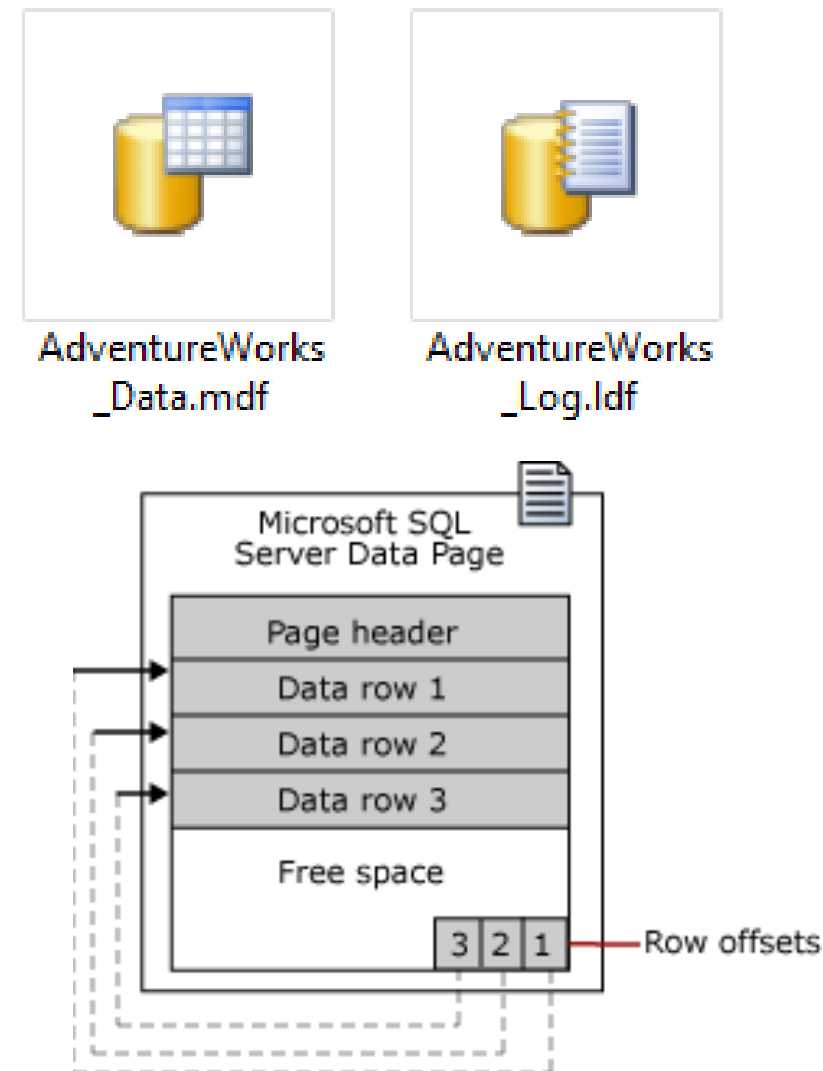 AdventureWorks
_Data.mdf
AdventureWorks
_Log.ldf
Microsoft SQL
Server Data Page
Page header
Data row 1
Data row 2
Data row 3
Free space
3 2 1
Row offsets